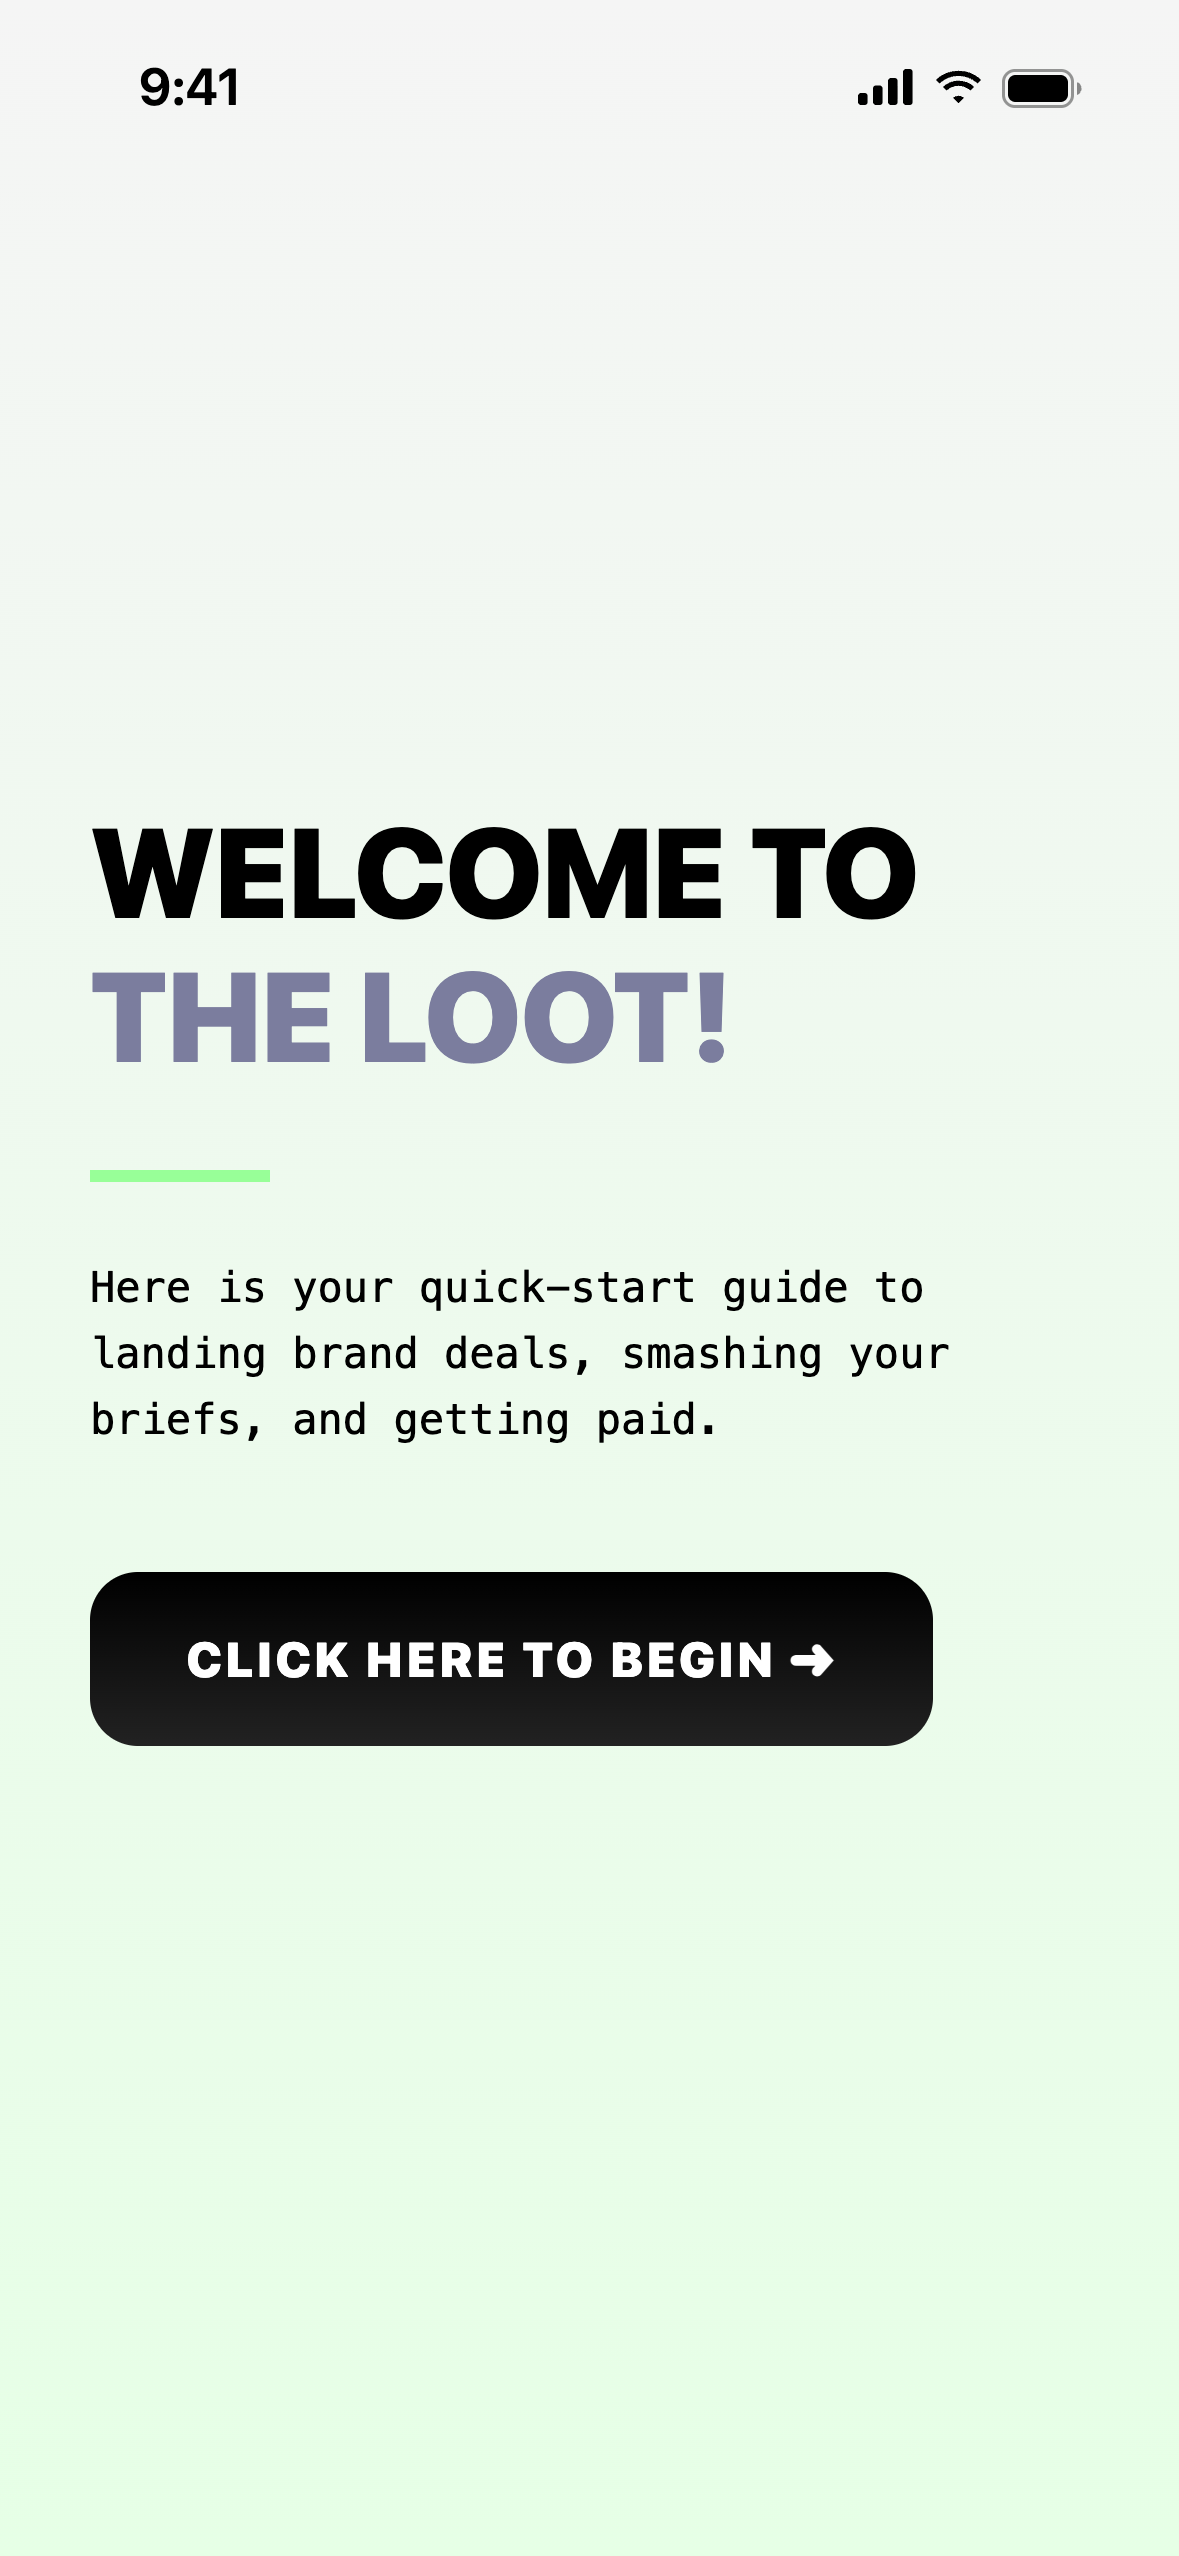 9:41
WELCOME TO
THE LOOT!
Here is your quick-start guide to
landing brand deals, smashing your
briefs, and getting paid.
CLICK HERE TO BEGIN ➔